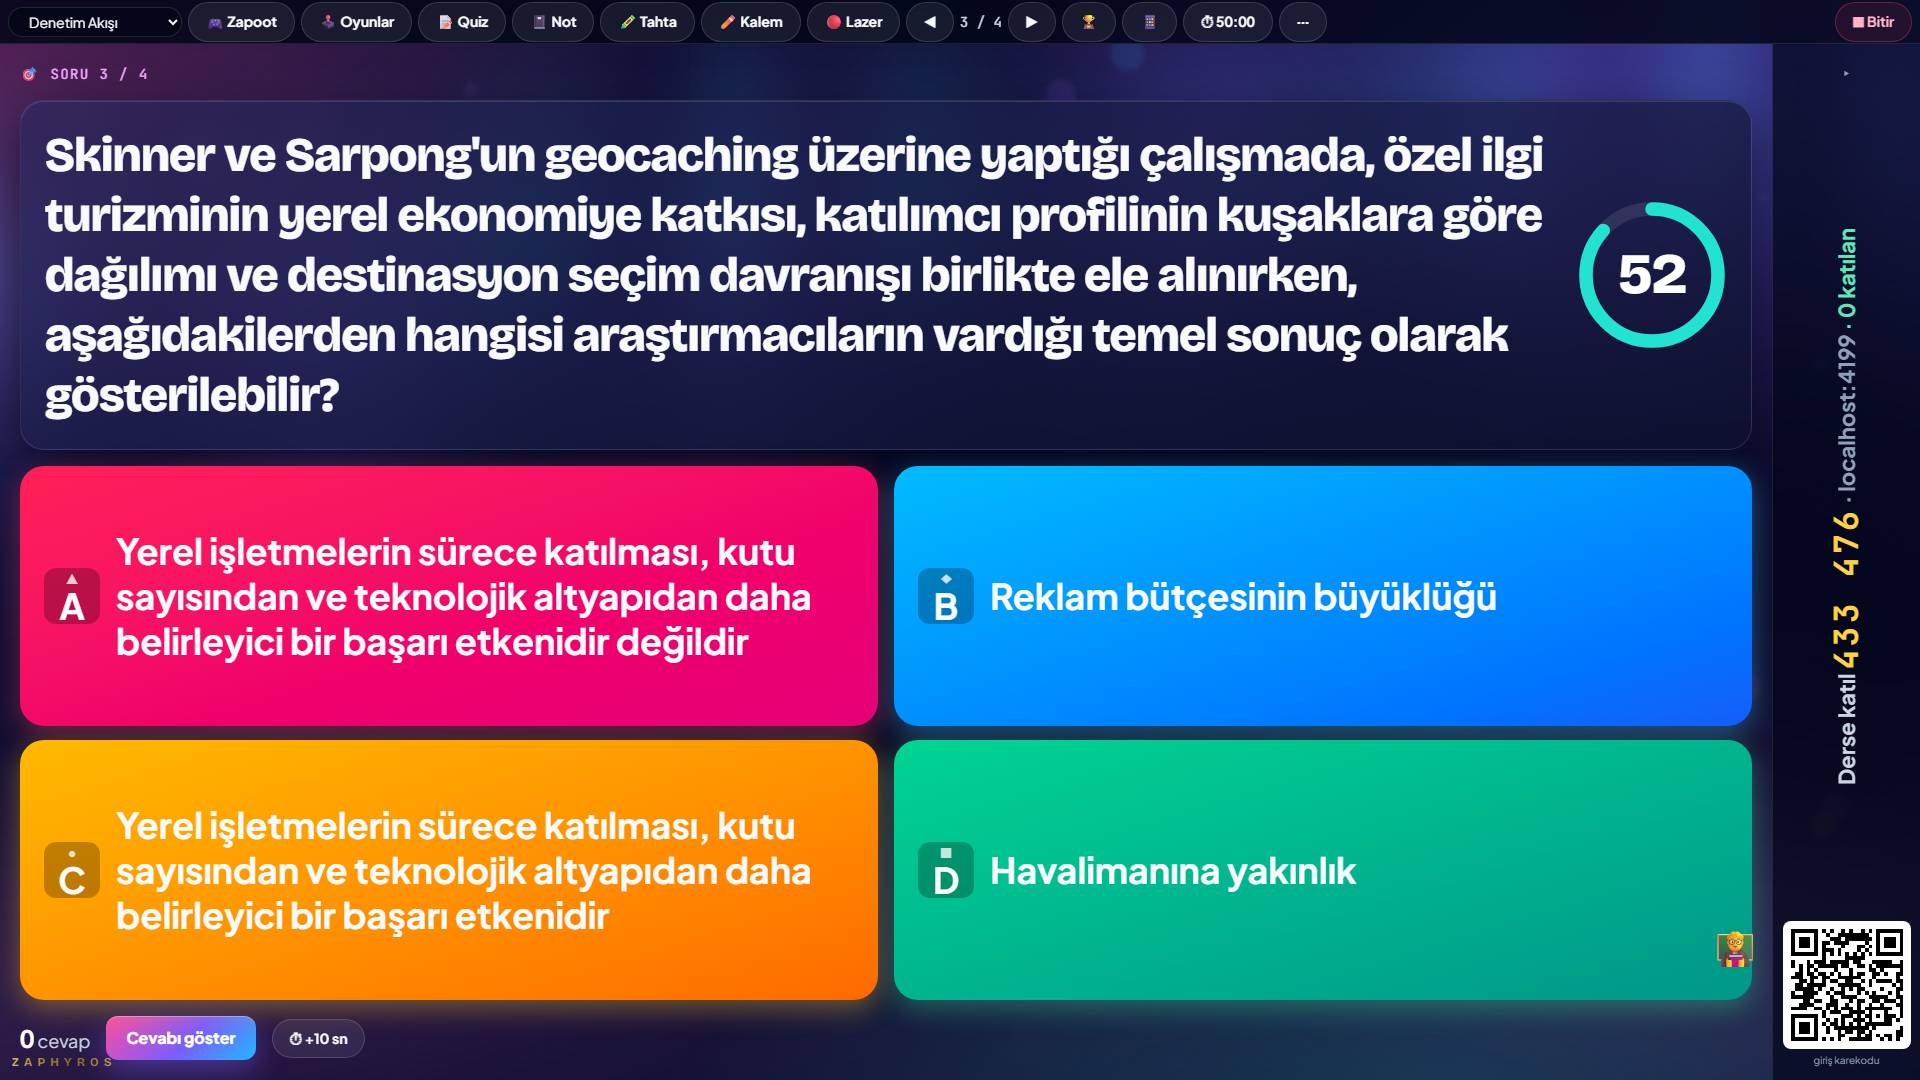 Denetim Akışı
Zapoot
Oyunlar
Quiz
Not
Tahta
Kalem
Lazer
3 / 4
50:00
---
Bitir
SORU 3 / 4
Skinner ve Sarpong'un geocaching üzerine yaptığı çalışmada, özel ilgi
turizminin yerel ekonomiye katkısı, katılımcı profilinin kuşaklara göre
dağılımı ve destinasyon seçim davranışı birlikte ele alınırken,
aşağıdakilerden hangisi araştırmacıların vardığı temel sonuç olarak
gösterilebilir?
52
A
Yerel işletmelerin sürece katılması, kutu
sayısından ve teknolojik altyapıdan daha
belirleyici bir başarı etkenidir değildir
B
Reklam bütçesinin büyüklüğü
C
Yerel işletmelerin sürece katılması, kutu
sayısından ve teknolojik altyapıdan daha
belirleyici bir başarı etkenidir
D
Havalimanına yakınlık
0 cevap
Cevabı göster
+10 sn
ZAPHYROS
Derse katıl 433 476 · localhost:4199 · 0 katılan
giriş karekodu